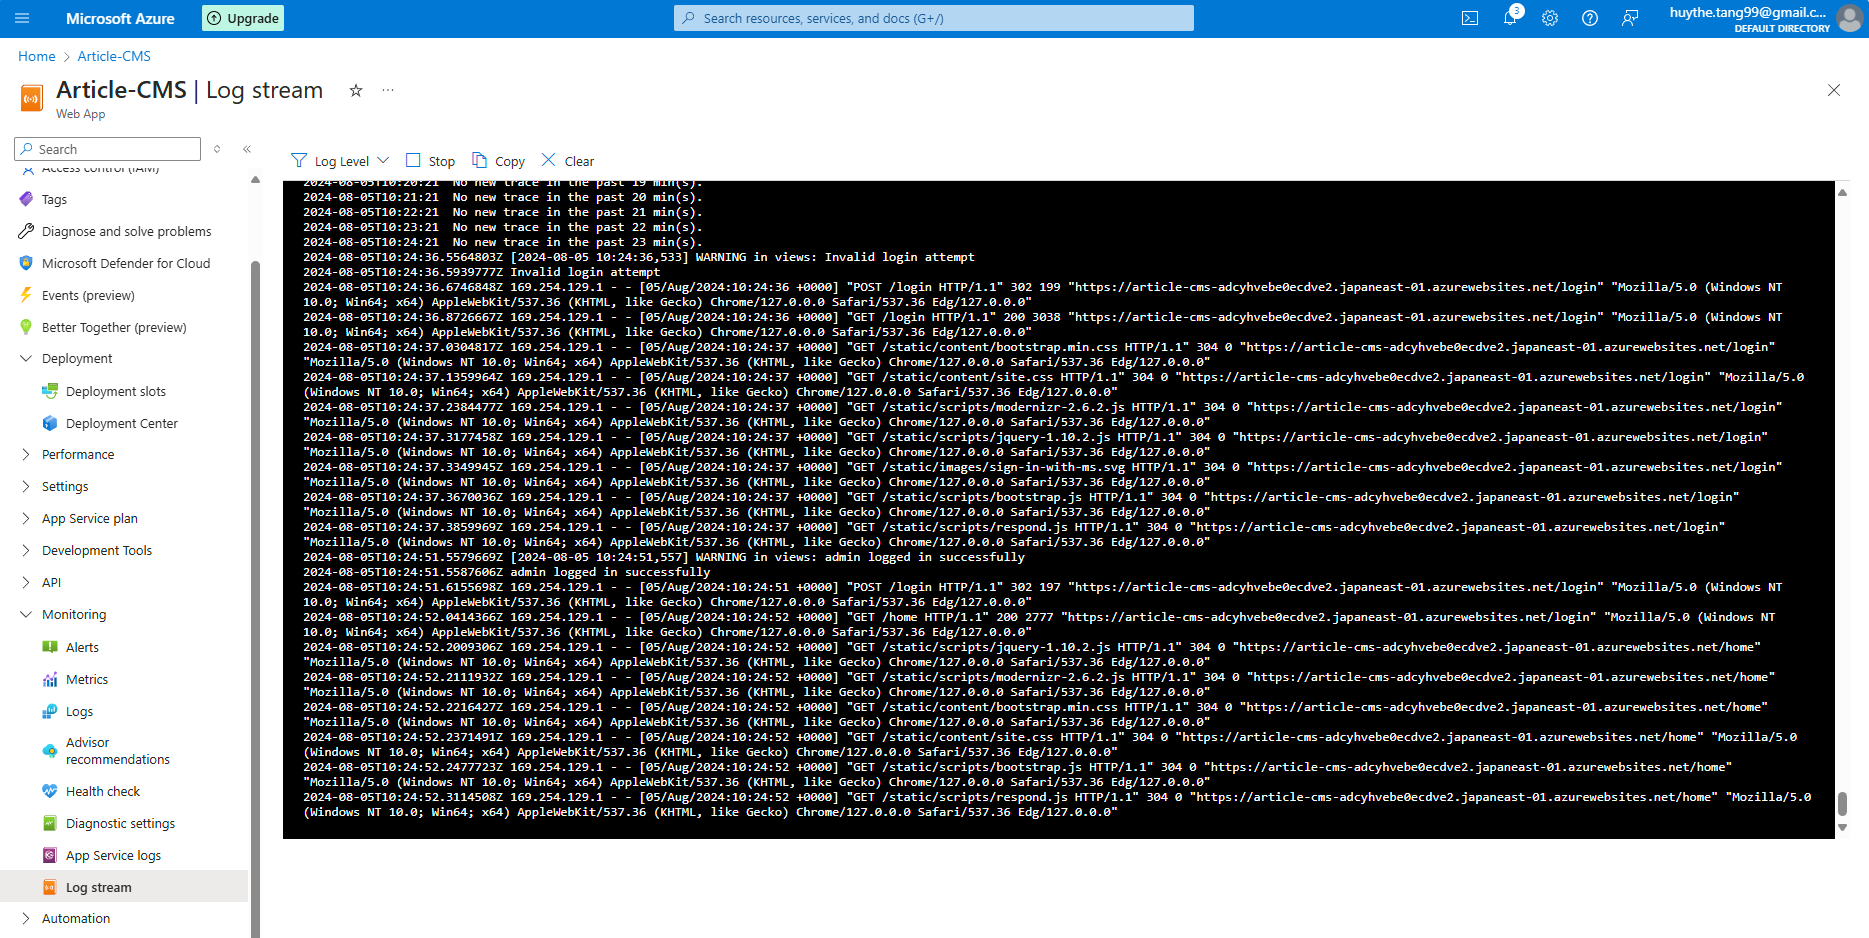 Microsoft Azure
Upgrade
Search resources, services, and docs (G+/)
3
huythe.tang99@gmail.c...
DEFAULT DIRECTORY
Home > Article-CMS
Article-CMS | Log stream
Web App
Search
Log Level
Stop
Copy
Clear
Access control (IAM)
Tags
Diagnose and solve problems
Microsoft Defender for Cloud
Events (preview)
Better Together (preview)
Deployment
Deployment slots
Deployment Center
Performance
Settings
App Service plan
Development Tools
API
Monitoring
Alerts
Metrics
Logs
Advisor
recommendations
Health check
Diagnostic settings
App Service logs
Log stream
Automation
2024-08-05T10:20:21  No new trace in the past 19 min(s).
2024-08-05T10:21:21  No new trace in the past 20 min(s).
2024-08-05T10:22:21  No new trace in the past 21 min(s).
2024-08-05T10:23:21  No new trace in the past 22 min(s).
2024-08-05T10:24:21  No new trace in the past 23 min(s).
2024-08-05T10:24:36.5564803Z [2024-08-05 10:24:36,533] WARNING in views: Invalid login attempt
2024-08-05T10:24:36.5939777Z Invalid login attempt
2024-08-05T10:24:36.6746848Z 169.254.129.1 - - [05/Aug/2024:10:24:36 +0000] "POST /login HTTP/1.1" 302 199 "https://article-cms-adcyhvebe0ecdve2.japaneast-01.azurewebsites.net/login" "Mozilla/5.0 (Windows NT
10.0; Win64; x64) AppleWebKit/537.36 (KHTML, like Gecko) Chrome/127.0.0.0 Safari/537.36 Edg/127.0.0.0"
2024-08-05T10:24:36.8726667Z 169.254.129.1 - - [05/Aug/2024:10:24:36 +0000] "GET /login HTTP/1.1" 200 3038 "https://article-cms-adcyhvebe0ecdve2.japaneast-01.azurewebsites.net/login" "Mozilla/5.0 (Windows NT
10.0; Win64; x64) AppleWebKit/537.36 (KHTML, like Gecko) Chrome/127.0.0.0 Safari/537.36 Edg/127.0.0.0"
2024-08-05T10:24:37.0304817Z 169.254.129.1 - - [05/Aug/2024:10:24:37 +0000] "GET /static/content/bootstrap.min.css HTTP/1.1" 304 0 "https://article-cms-adcyhvebe0ecdve2.japaneast-01.azurewebsites.net/login"
"Mozilla/5.0 (Windows NT 10.0; Win64; x64) AppleWebKit/537.36 (KHTML, like Gecko) Chrome/127.0.0.0 Safari/537.36 Edg/127.0.0.0"
2024-08-05T10:24:37.1359964Z 169.254.129.1 - - [05/Aug/2024:10:24:37 +0000] "GET /static/content/site.css HTTP/1.1" 304 0 "https://article-cms-adcyhvebe0ecdve2.japaneast-01.azurewebsites.net/login" "Mozilla/5.0
(Windows NT 10.0; Win64; x64) AppleWebKit/537.36 (KHTML, like Gecko) Chrome/127.0.0.0 Safari/537.36 Edg/127.0.0.0"
2024-08-05T10:24:37.2384477Z 169.254.129.1 - - [05/Aug/2024:10:24:37 +0000] "GET /static/scripts/modernizr-2.6.2.js HTTP/1.1" 304 0 "https://article-cms-adcyhvebe0ecdve2.japaneast-01.azurewebsites.net/login"
"Mozilla/5.0 (Windows NT 10.0; Win64; x64) AppleWebKit/537.36 (KHTML, like Gecko) Chrome/127.0.0.0 Safari/537.36 Edg/127.0.0.0"
2024-08-05T10:24:37.3177458Z 169.254.129.1 - - [05/Aug/2024:10:24:37 +0000] "GET /static/scripts/jquery-1.10.2.js HTTP/1.1" 304 0 "https://article-cms-adcyhvebe0ecdve2.japaneast-01.azurewebsites.net/login"
"Mozilla/5.0 (Windows NT 10.0; Win64; x64) AppleWebKit/537.36 (KHTML, like Gecko) Chrome/127.0.0.0 Safari/537.36 Edg/127.0.0.0"
2024-08-05T10:24:37.3349945Z 169.254.129.1 - - [05/Aug/2024:10:24:37 +0000] "GET /static/images/sign-in-with-ms.svg HTTP/1.1" 304 0 "https://article-cms-adcyhvebe0ecdve2.japaneast-01.azurewebsites.net/login"
"Mozilla/5.0 (Windows NT 10.0; Win64; x64) AppleWebKit/537.36 (KHTML, like Gecko) Chrome/127.0.0.0 Safari/537.36 Edg/127.0.0.0"
2024-08-05T10:24:37.3670036Z 169.254.129.1 - - [05/Aug/2024:10:24:37 +0000] "GET /static/scripts/bootstrap.js HTTP/1.1" 304 0 "https://article-cms-adcyhvebe0ecdve2.japaneast-01.azurewebsites.net/login"
"Mozilla/5.0 (Windows NT 10.0; Win64; x64) AppleWebKit/537.36 (KHTML, like Gecko) Chrome/127.0.0.0 Safari/537.36 Edg/127.0.0.0"
2024-08-05T10:24:37.3859969Z 169.254.129.1 - - [05/Aug/2024:10:24:37 +0000] "GET /static/scripts/respond.js HTTP/1.1" 304 0 "https://article-cms-adcyhvebe0ecdve2.japaneast-01.azurewebsites.net/login"
"Mozilla/5.0 (Windows NT 10.0; Win64; x64) AppleWebKit/537.36 (KHTML, like Gecko) Chrome/127.0.0.0 Safari/537.36 Edg/127.0.0.0"
2024-08-05T10:24:51.5579669Z [2024-08-05 10:24:51,557] WARNING in views: admin logged in successfully
2024-08-05T10:24:51.5587606Z admin logged in successfully
2024-08-05T10:24:51.6155698Z 169.254.129.1 - - [05/Aug/2024:10:24:51 +0000] "POST /login HTTP/1.1" 302 197 "https://article-cms-adcyhvebe0ecdve2.japaneast-01.azurewebsites.net/login" "Mozilla/5.0 (Windows NT
10.0; Win64; x64) AppleWebKit/537.36 (KHTML, like Gecko) Chrome/127.0.0.0 Safari/537.36 Edg/127.0.0.0"
2024-08-05T10:24:52.0414366Z 169.254.129.1 - - [05/Aug/2024:10:24:52 +0000] "GET /home HTTP/1.1" 200 2777 "https://article-cms-adcyhvebe0ecdve2.japaneast-01.azurewebsites.net/login" "Mozilla/5.0 (Windows NT
10.0; Win64; x64) AppleWebKit/537.36 (KHTML, like Gecko) Chrome/127.0.0.0 Safari/537.36 Edg/127.0.0.0"
2024-08-05T10:24:52.2009306Z 169.254.129.1 - - [05/Aug/2024:10:24:52 +0000] "GET /static/scripts/jquery-1.10.2.js HTTP/1.1" 304 0 "https://article-cms-adcyhvebe0ecdve2.japaneast-01.azurewebsites.net/home"
"Mozilla/5.0 (Windows NT 10.0; Win64; x64) AppleWebKit/537.36 (KHTML, like Gecko) Chrome/127.0.0.0 Safari/537.36 Edg/127.0.0.0"
2024-08-05T10:24:52.2111932Z 169.254.129.1 - - [05/Aug/2024:10:24:52 +0000] "GET /static/scripts/modernizr-2.6.2.js HTTP/1.1" 304 0 "https://article-cms-adcyhvebe0ecdve2.japaneast-01.azurewebsites.net/home"
"Mozilla/5.0 (Windows NT 10.0; Win64; x64) AppleWebKit/537.36 (KHTML, like Gecko) Chrome/127.0.0.0 Safari/537.36 Edg/127.0.0.0"
2024-08-05T10:24:52.2216427Z 169.254.129.1 - - [05/Aug/2024:10:24:52 +0000] "GET /static/content/bootstrap.min.css HTTP/1.1" 304 0 "https://article-cms-adcyhvebe0ecdve2.japaneast-01.azurewebsites.net/home"
"Mozilla/5.0 (Windows NT 10.0; Win64; x64) AppleWebKit/537.36 (KHTML, like Gecko) Chrome/127.0.0.0 Safari/537.36 Edg/127.0.0.0"
2024-08-05T10:24:52.2371491Z 169.254.129.1 - - [05/Aug/2024:10:24:52 +0000] "GET /static/content/site.css HTTP/1.1" 304 0 "https://article-cms-adcyhvebe0ecdve2.japaneast-01.azurewebsites.net/home" "Mozilla/5.0
(Windows NT 10.0; Win64; x64) AppleWebKit/537.36 (KHTML, like Gecko) Chrome/127.0.0.0 Safari/537.36 Edg/127.0.0.0"
2024-08-05T10:24:52.2477723Z 169.254.129.1 - - [05/Aug/2024:10:24:52 +0000] "GET /static/scripts/bootstrap.js HTTP/1.1" 304 0 "https://article-cms-adcyhvebe0ecdve2.japaneast-01.azurewebsites.net/home"
"Mozilla/5.0 (Windows NT 10.0; Win64; x64) AppleWebKit/537.36 (KHTML, like Gecko) Chrome/127.0.0.0 Safari/537.36 Edg/127.0.0.0"
2024-08-05T10:24:52.3114508Z 169.254.129.1 - - [05/Aug/2024:10:24:52 +0000] "GET /static/scripts/respond.js HTTP/1.1" 304 0 "https://article-cms-adcyhvebe0ecdve2.japaneast-01.azurewebsites.net/home" "Mozilla/5.0
(Windows NT 10.0; Win64; x64) AppleWebKit/537.36 (KHTML, like Gecko) Chrome/127.0.0.0 Safari/537.36 Edg/127.0.0.0"